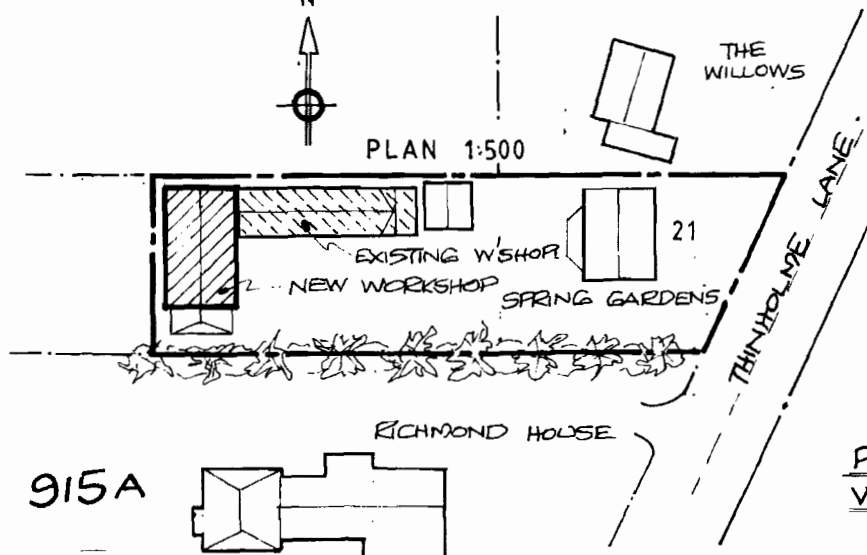 N
THE
WILLOWS
PLAN 1:500
THINHOLME LANE
21
EXISTING W'SHOP
NEW WORKSHOP
SPRING GARDENS
RICHMOND HOUSE
915A